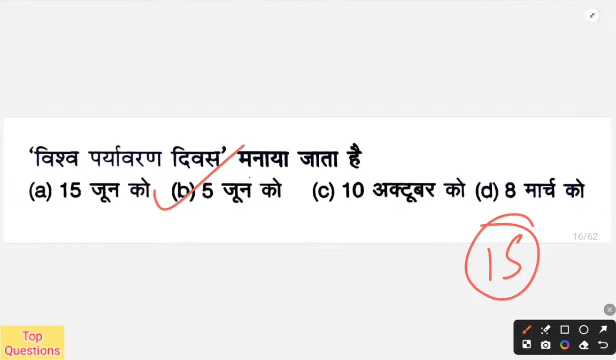 'विश्व पर्यावरण दिवस' मनाया जाता है
(a) 15 जून को (b) 5 जून को (c) 10 अक्टूबर को (d) 8 मार्च को
16/62
15
Top
Questions